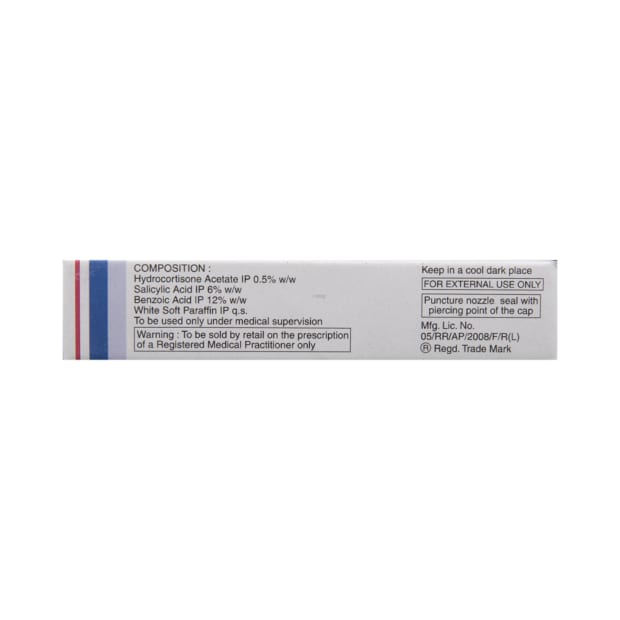 COMPOSITION :
Hydrocortisone Acetate IP 0.5% w/w
Salicylic Acid IP 6% w/w
Benzoic Acid IP 12% w/w
White Soft Paraffin IP q.s.
To be used only under medical supervision
Warning : To be sold by retail on the prescription
of a Registered Medical Practitioner only
Keep in a cool dark place
FOR EXTERNAL USE ONLY
Puncture nozzle seal with
piercing point of the cap
Mfg. Lic. No.
05/RR/AP/2008/F/R(L)
® Regd. Trade Mark